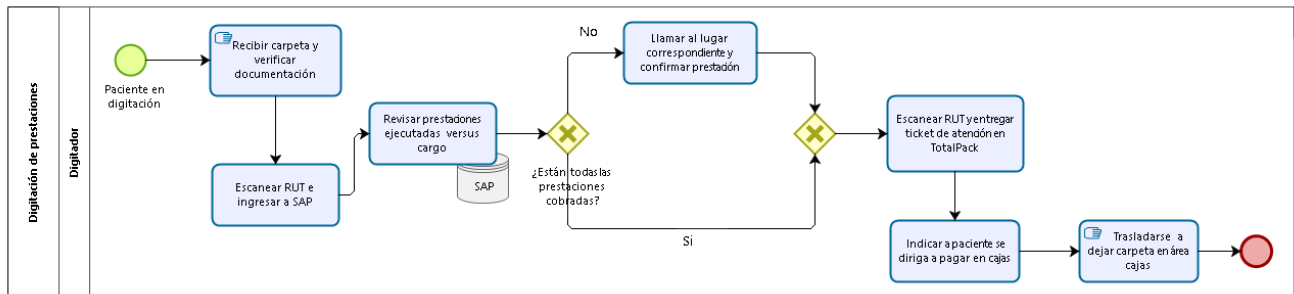 Digitación de prestaciones
Digitador
Paciente en
digitación
Recibir carpeta y
verificar
documentación
Escanear RUT e
ingresar a SAP
Revisar prestaciones
ejecutadas versus
cargo
SAP
¿Están todas las
prestaciones
cobradas?
No
Llamar al lugar
correspondiente y
confirmar prestación
Si
Escanear RUT y entregar
ticket de atención en
TotalPack
Indicar a paciente se
diriga a pagar en cajas
Trasladarse a
dejar carpeta en área
cajas